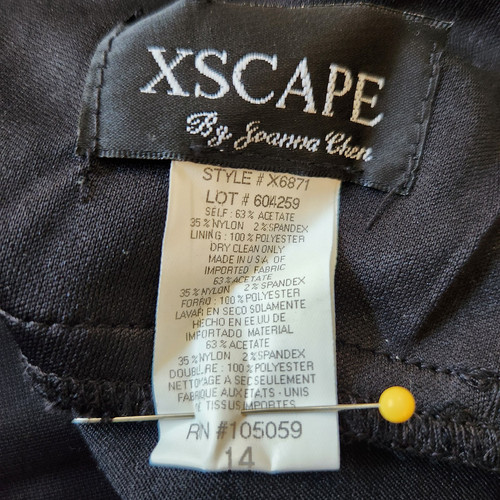 XSCAPE
By Joanna Chen
STYLE # X6871
LOT # 604259
SELF : 63% ACETATE
35% NYLON 2% SPANDEX
LINING : 100% POLYESTER
DRY CLEAN ONLY
MADE IN U.S.A. OF
IMPORTED FABRIC
63% ACETATE
35% NYLON 2% SPANDEX
FORRO : 100% POLYESTER
LAVAR EN SECO SOLAMENTE
HECHO EN EE UU DE
IMPORTADO MATERIAL
63% ACETATE
35% NYLON 2% SPANDEX
DOUBLURE : 100% POLYESTER
NETTOYAGE A SEC SEULEMENT
FABRIQUE AUX ETATS - UNIS
TISSUS IMPORTES
RN #105059
14